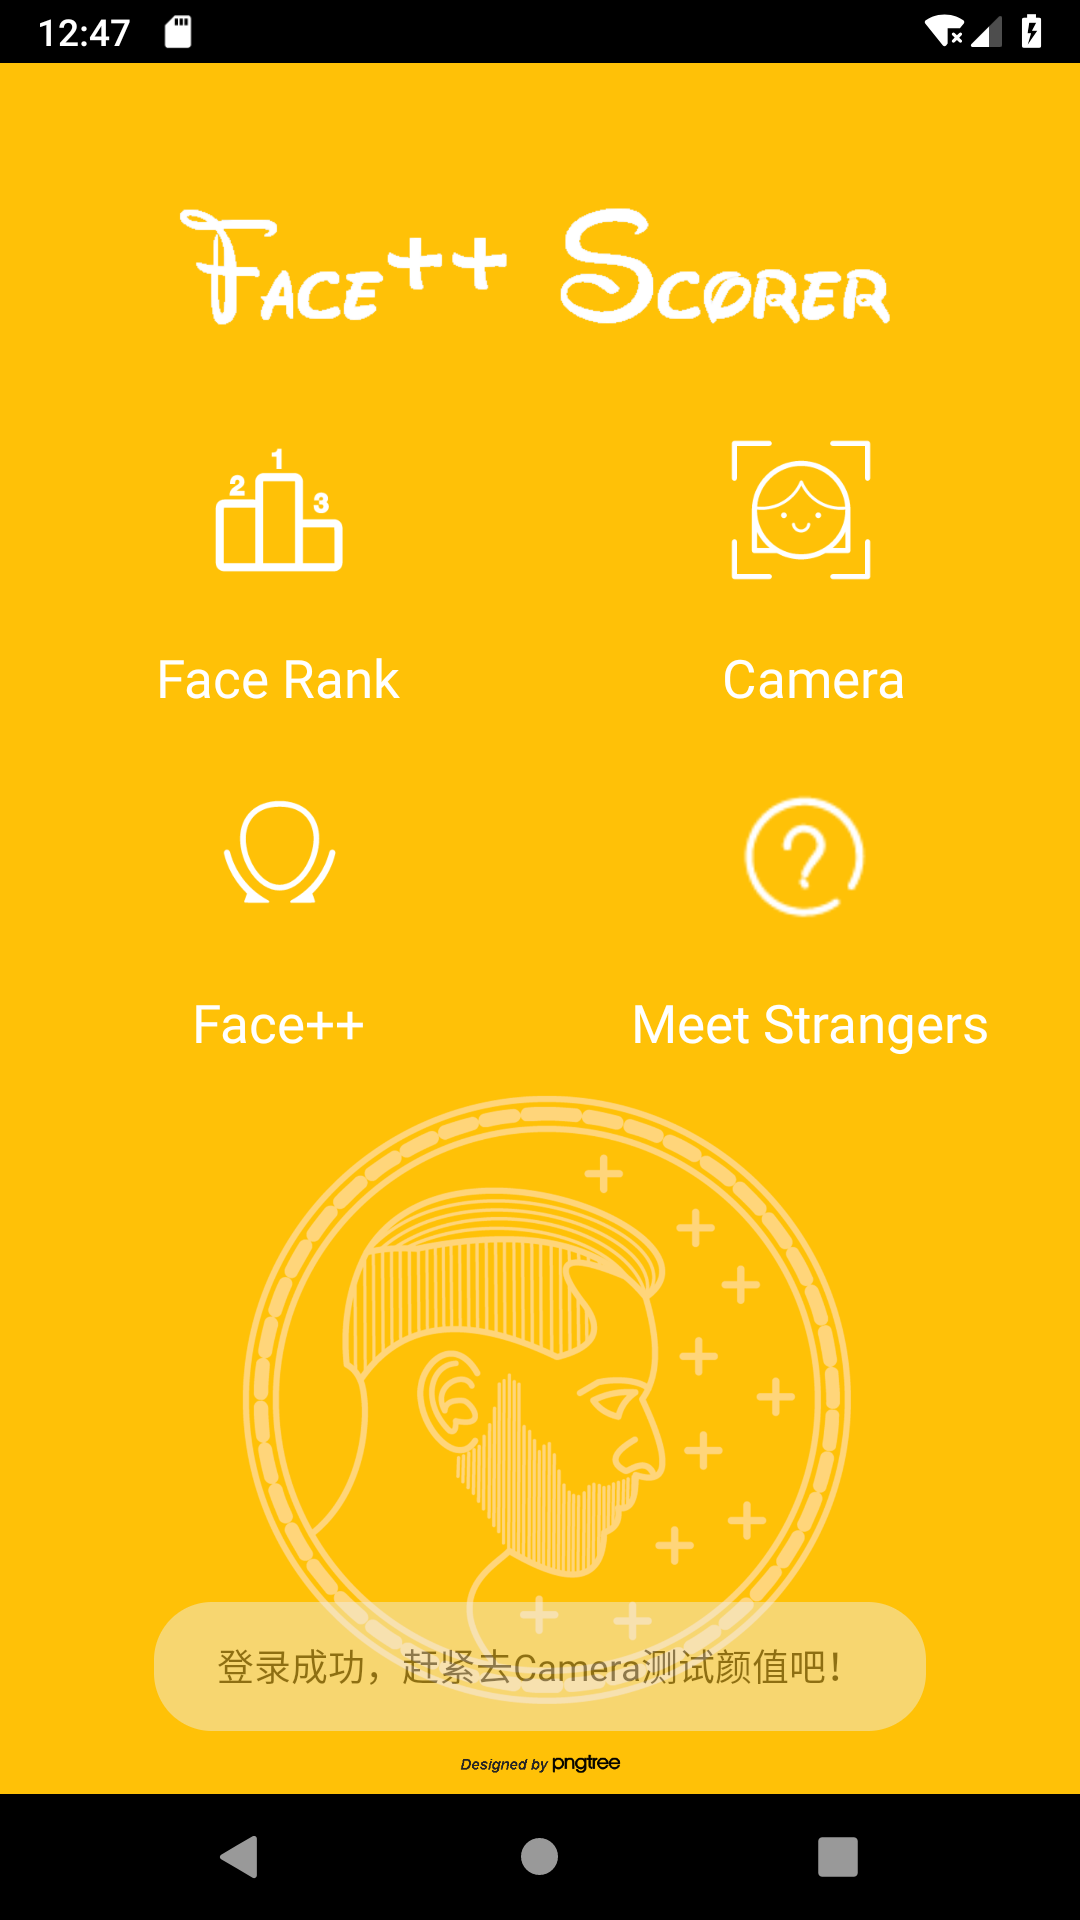 12:47
Face++ Scorer
1
2
3
Face Rank
Camera
Face++
Meet Strangers
登录成功，赶紧去Camera测试颜值吧！
Designed by pngtree